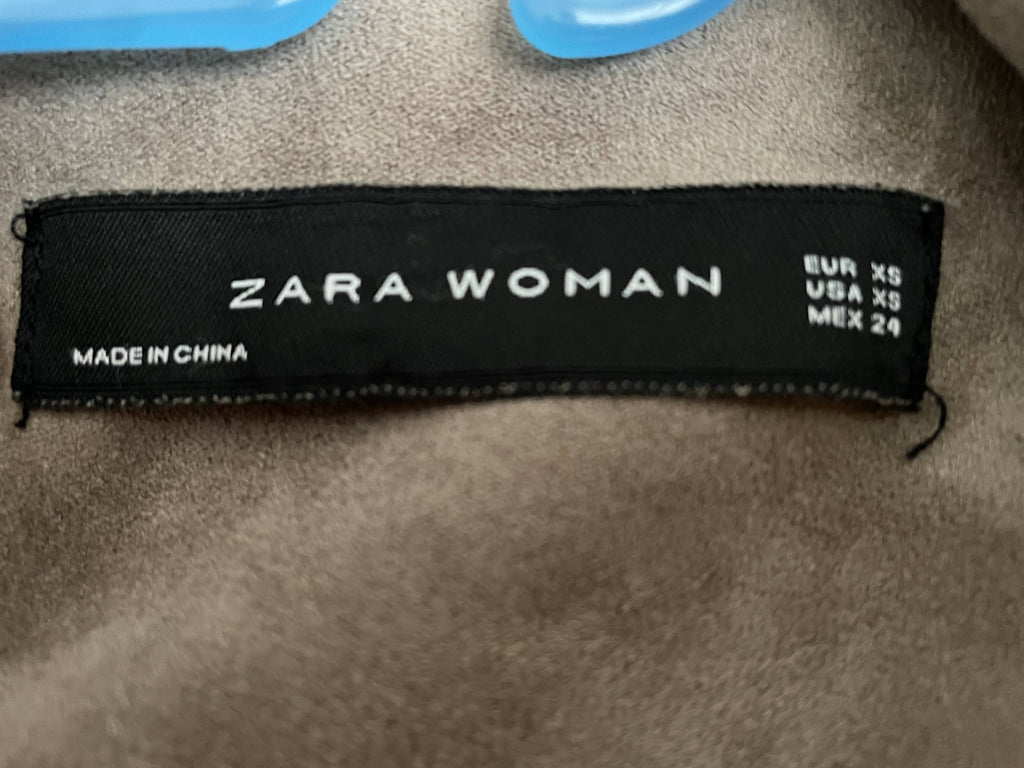 ZARA WOMAN
EUR XS
USA XS
MEX 24
MADE IN CHINA